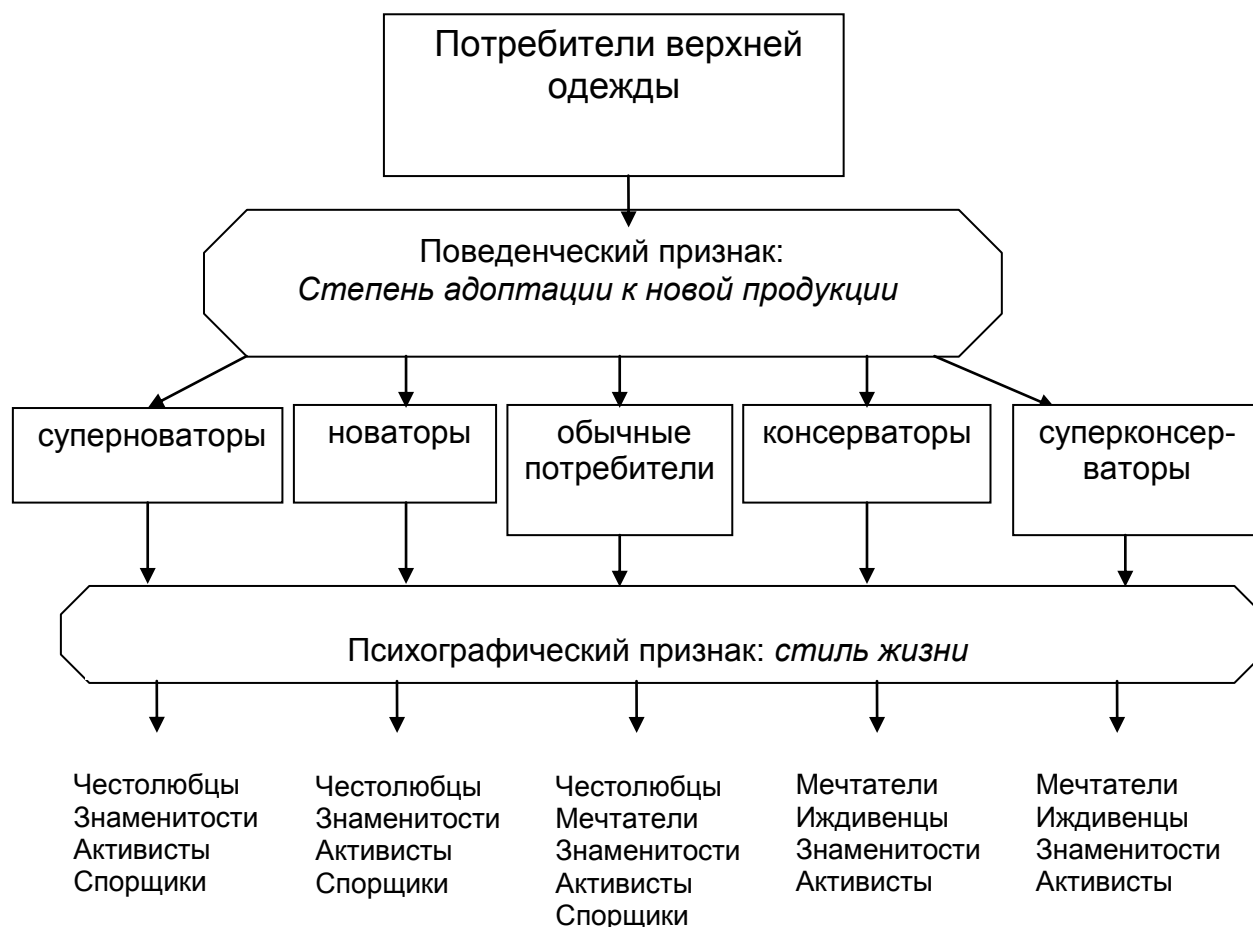 Потребители верхней
одежды
Поведенческий признак:
Степень адоптации к новой продукции
суперноваторы
новаторы
обычные
потребители
консерваторы
суперконсер-
ваторы
Психографический признак: стиль жизни
Честолюбцы
Знаменитости
Активисты
Спорщики
Честолюбцы
Знаменитости
Активисты
Спорщики
Честолюбцы
Мечтатели
Знаменитости
Активисты
Спорщики
Мечтатели
Иждивенцы
Знаменитости
Активисты
Мечтатели
Иждивенцы
Знаменитости
Активисты